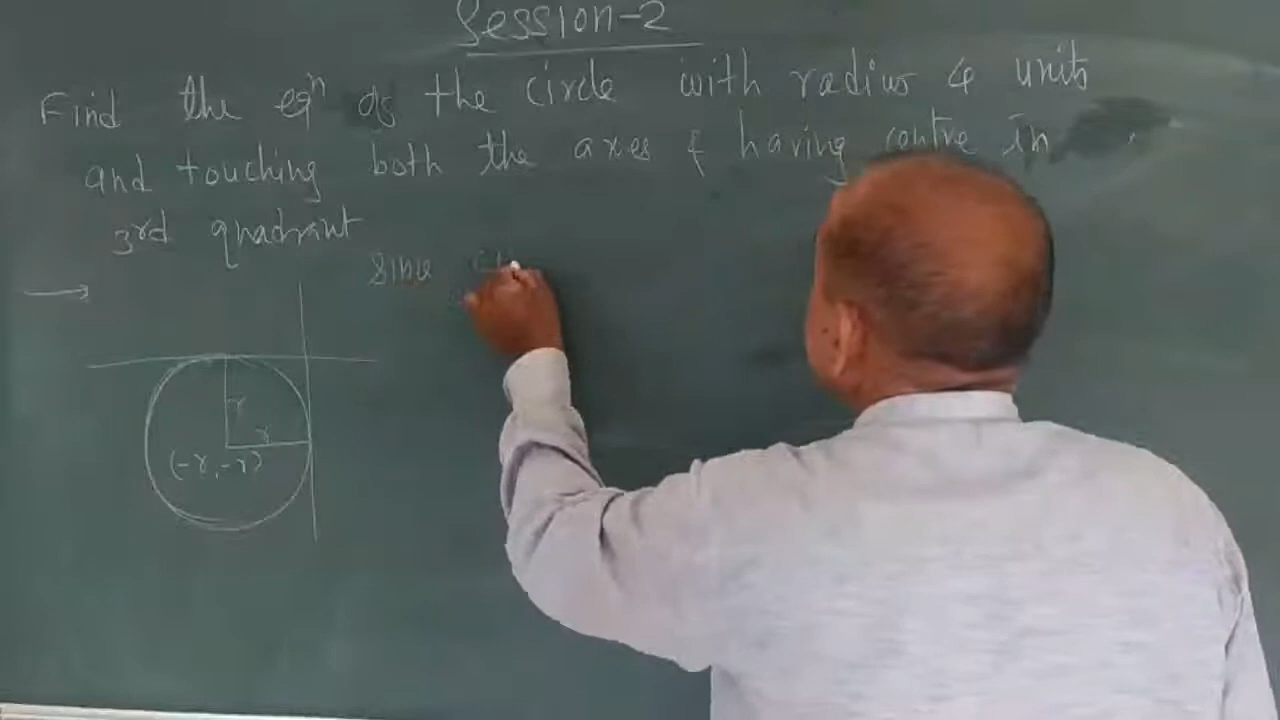 Session-2
Find the eqⁿ of the circle with radius 4 units
and touching both the axes & having centre in
3rd quadrant
Since
r
r
(-r,-r)